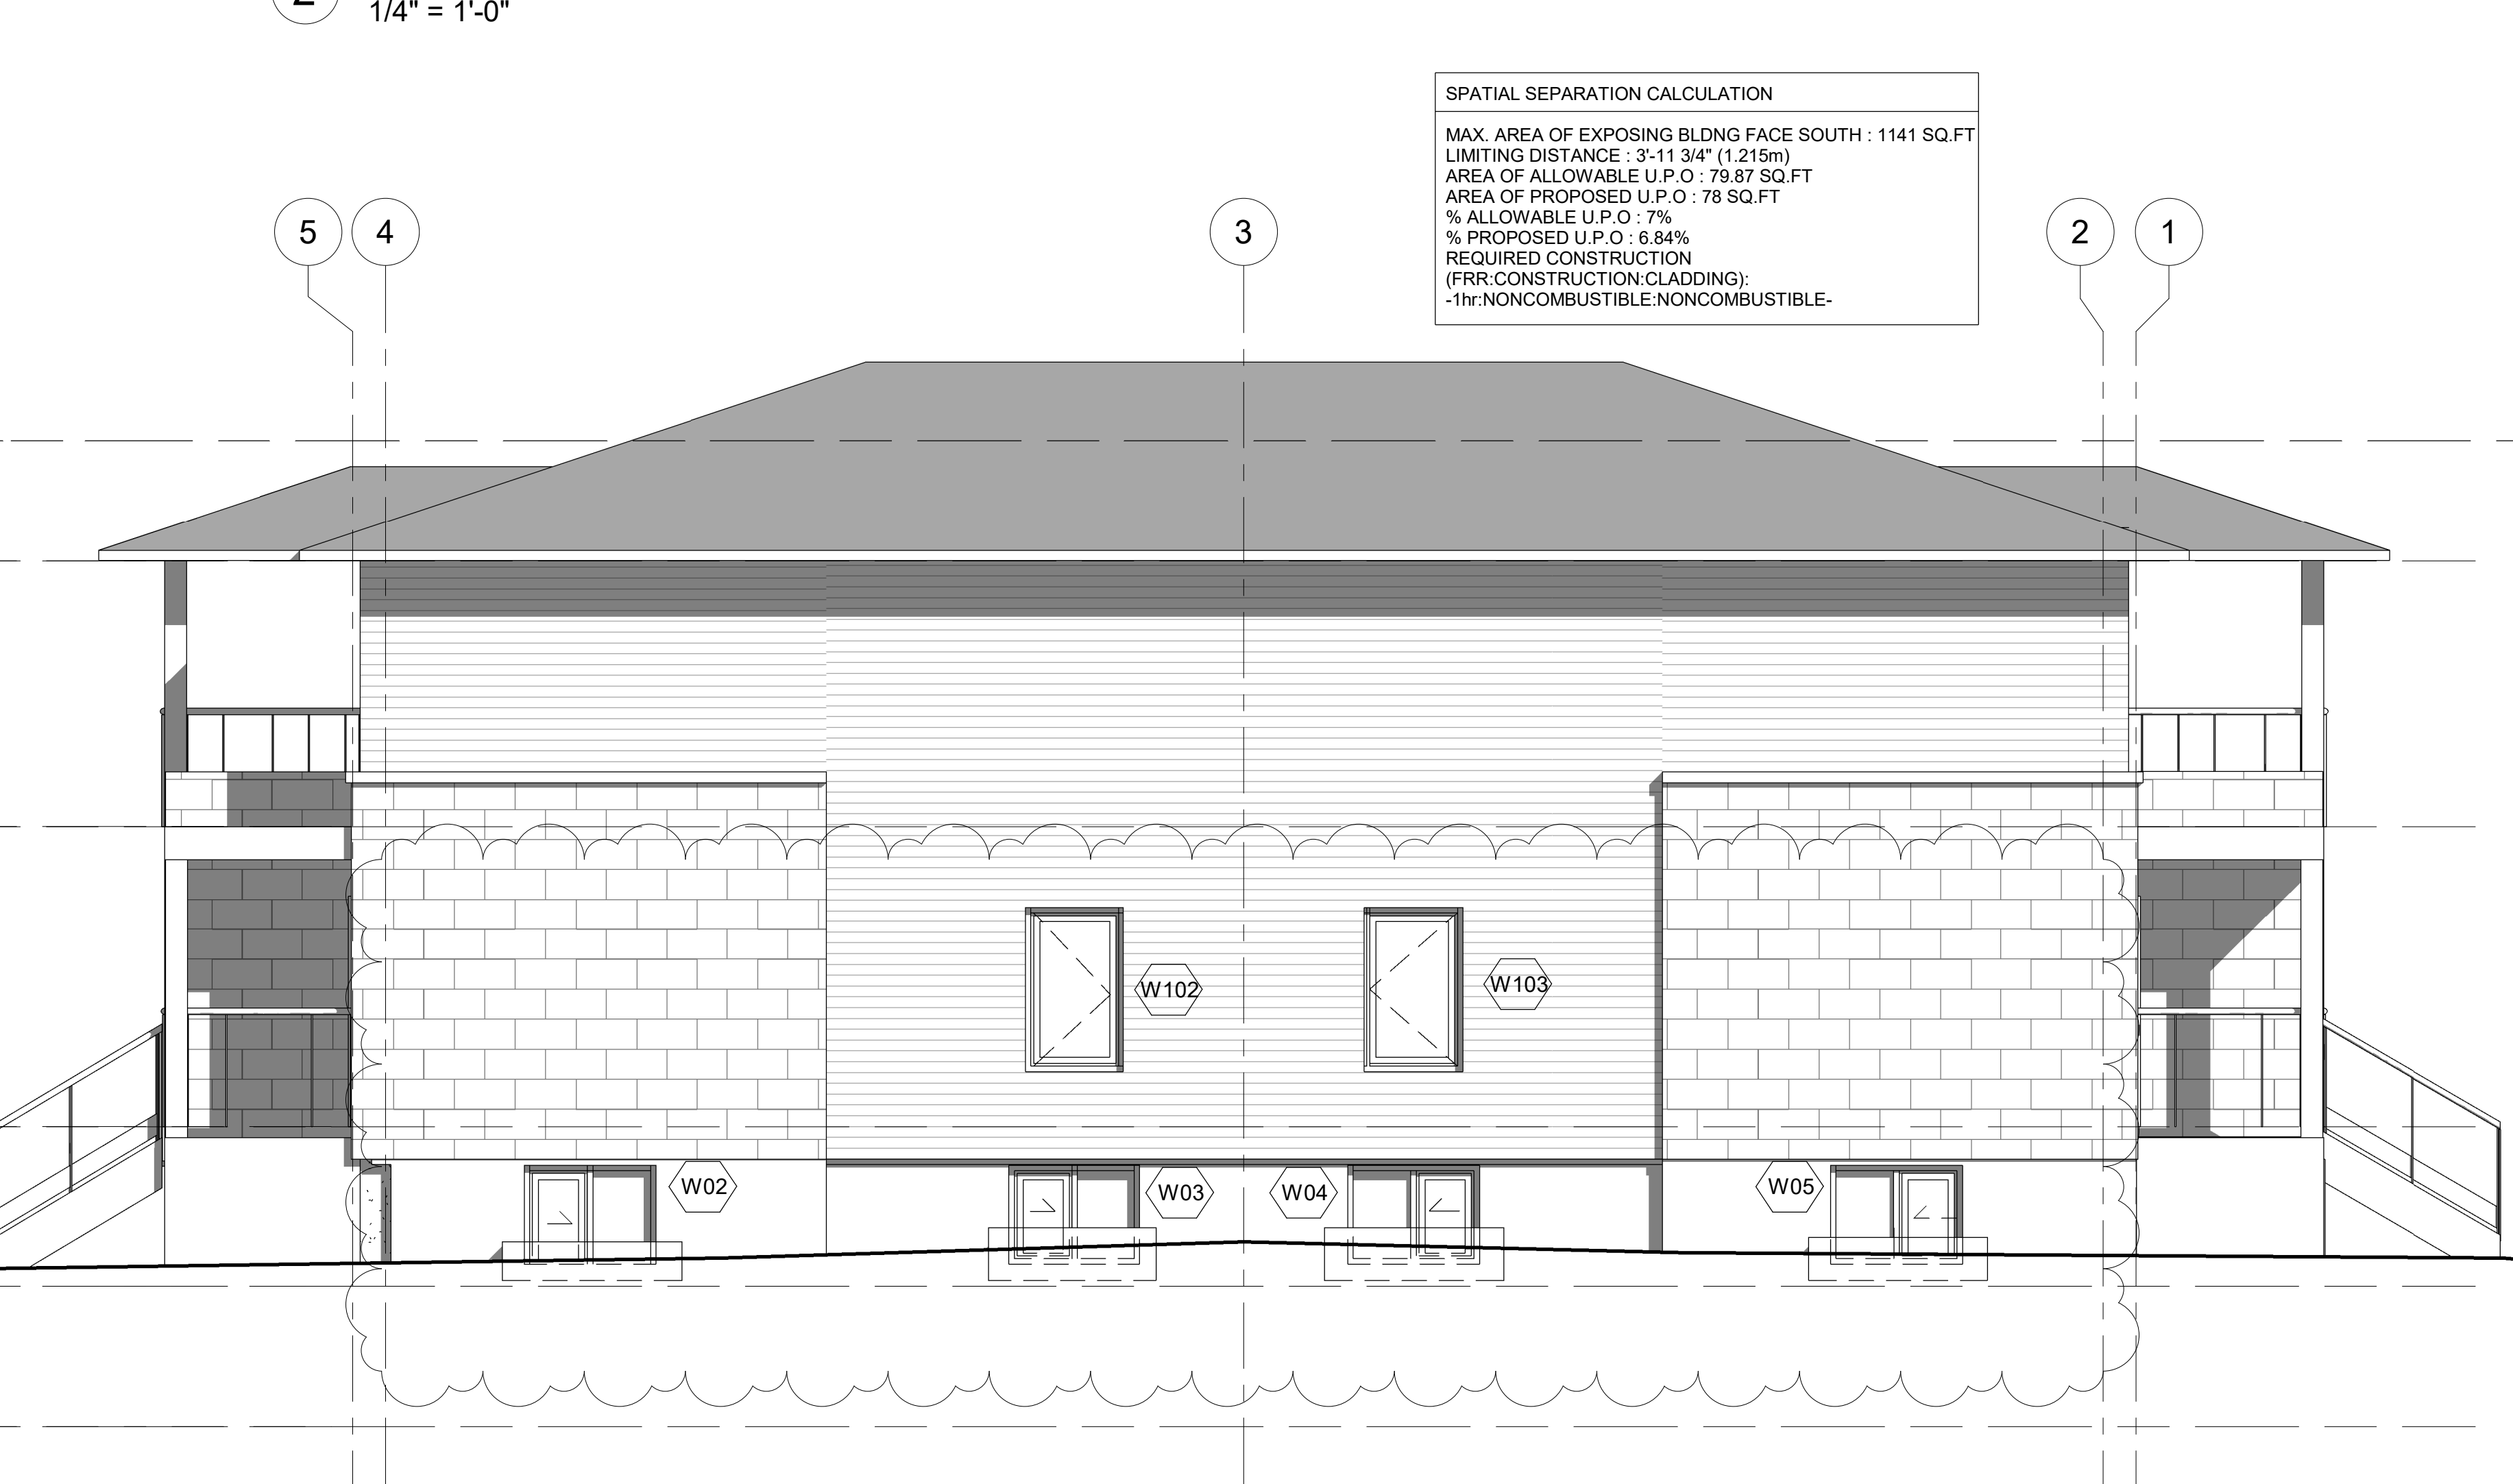 1/4" = 1'-0"
SPATIAL SEPARATION CALCULATION
MAX. AREA OF EXPOSING BLDNG FACE SOUTH : 1141 SQ.FT
LIMITING DISTANCE : 3'-11 3/4" (1.215m)
AREA OF ALLOWABLE U.P.O : 79.87 SQ.FT
AREA OF PROPOSED U.P.O : 78 SQ.FT
% ALLOWABLE U.P.O : 7%
% PROPOSED U.P.O : 6.84%
REQUIRED CONSTRUCTION
(FRR:CONSTRUCTION:CLADDING):
-1hr:NONCOMBUSTIBLE:NONCOMBUSTIBLE-
5 4 3 2 1
W102 W103
W02 W03 W04 W05